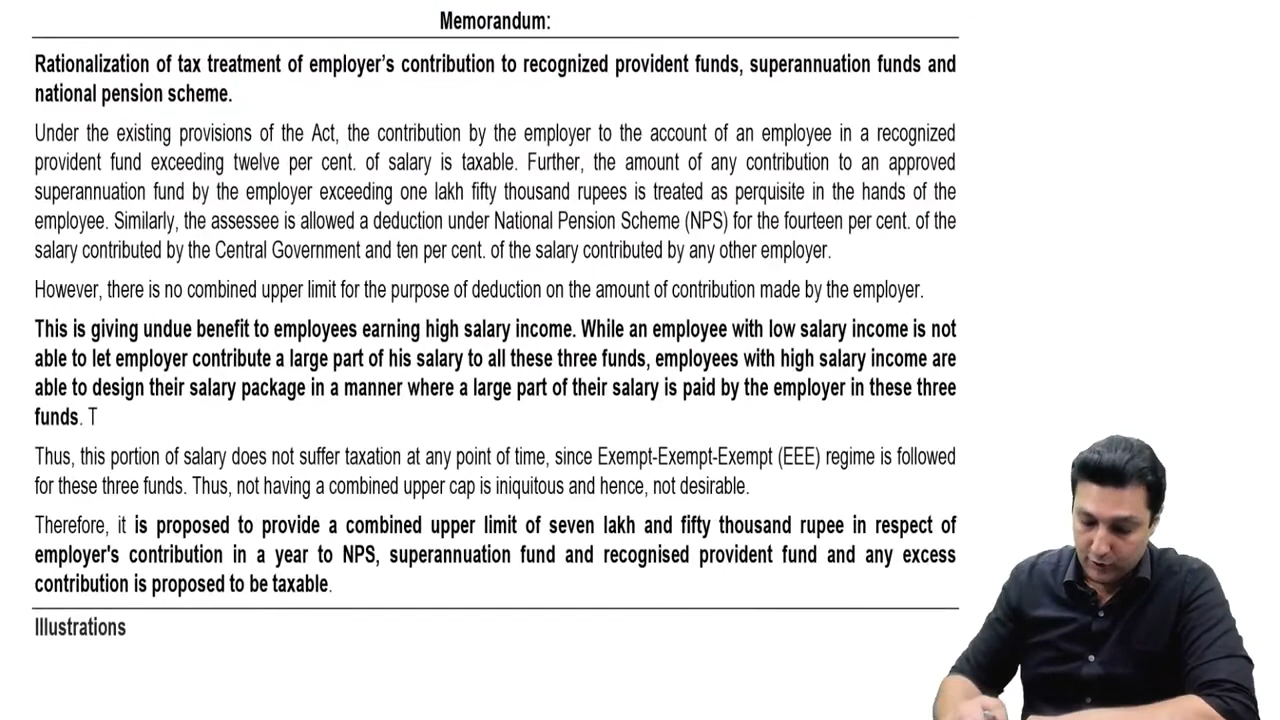 Memorandum:
Rationalization of tax treatment of employer's contribution to recognized provident funds, superannuation funds and
national pension scheme.
Under the existing provisions of the Act, the contribution by the employer to the account of an employee in a recognized
provident fund exceeding twelve per cent. of salary is taxable. Further, the amount of any contribution to an approved
superannuation fund by the employer exceeding one lakh fifty thousand rupees is treated as perquisite in the hands of the
employee. Similarly, the assessee is allowed a deduction under National Pension Scheme (NPS) for the fourteen per cent. of the
salary contributed by the Central Government and ten per cent. of the salary contributed by any other employer.
However, there is no combined upper limit for the purpose of deduction on the amount of contribution made by the employer.
This is giving undue benefit to employees earning high salary income. While an employee with low salary income is not
able to let employer contribute a large part of his salary to all these three funds, employees with high salary income are
able to design their salary package in a manner where a large part of their salary is paid by the employer in these three
funds. T
Thus, this portion of salary does not suffer taxation at any point of time, since Exempt-Exempt-Exempt (EEE) regime is followed
for these three funds. Thus, not having a combined upper cap is iniquitous and hence, not desirable.
Therefore, it is proposed to provide a combined upper limit of seven lakh and fifty thousand rupee in respect of
employer's contribution in a year to NPS, superannuation fund and recognised provident fund and any excess
contribution is proposed to be taxable.
Illustrations